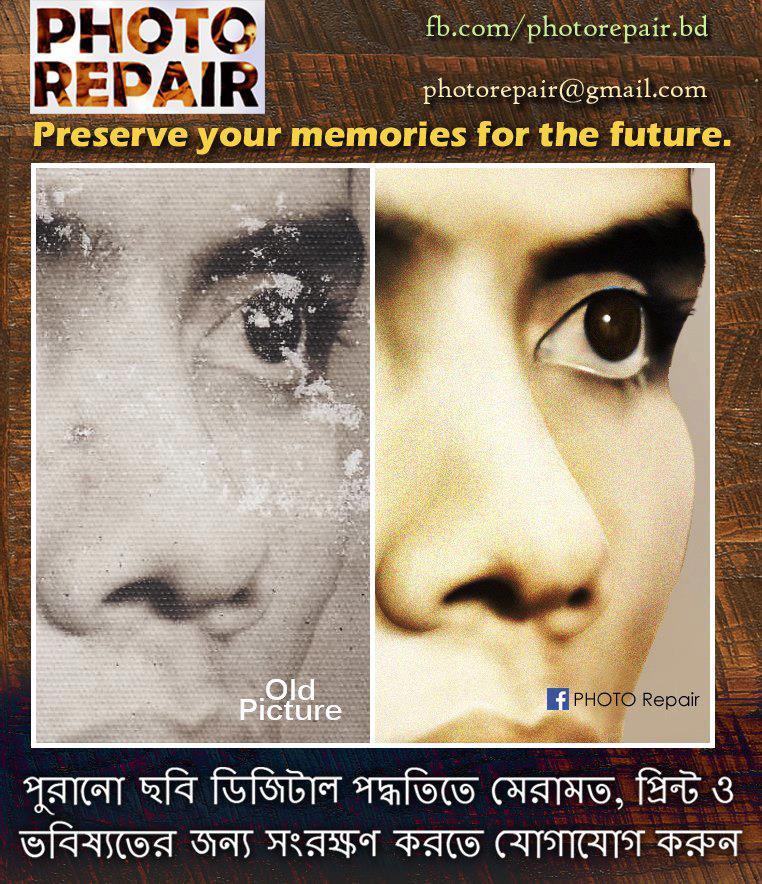 PHOTO
REPAIR
fb.com/photorepair.bd
photorepair@gmail.com
Preserve your memories for the future.
Old
Picture
f PHOTO Repair
পুরানো ছবি ডিজিটাল পদ্ধতিতে মেরামত, প্রিন্ট ও
ভবিষ্যতের জন্য সংরক্ষণ করতে যোগাযোগ করুন